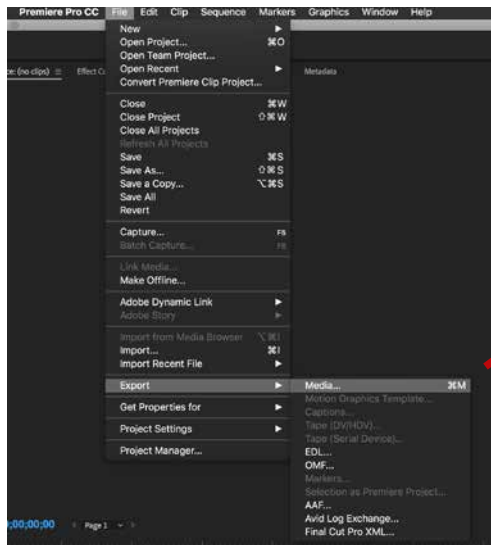 Premiere Pro CC File Edit Clip Sequence Markers Graphics Window Help
New
Open Project... ⌘O
Open Team Project...
Open Recent
Convert Premiere Clip Project...
ce: (no clips) Effect Co Metadata
Close ⌘W
Close Project ⇧⌘W
Close All Projects
Refresh All Projects
Save ⌘S
Save As... ⇧⌘S
Save a Copy... ⌥⌘S
Save All
Revert
Capture... F5
Batch Capture... F6
Link Media...
Make Offline...
Adobe Dynamic Link
Adobe Story
Import from Media Browser ⌥⌘I
Import... ⌘I
Import Recent File
Export
Get Properties for
Project Settings
Project Manager...
Media... ⌘M
Motion Graphics Template...
Captions...
Tape (DV/HDV)...
Tape (Serial Device)...
EDL...
OMF...
Markers...
Selection as Premiere Project...
AAF...
Avid Log Exchange...
Final Cut Pro XML...
;00;00;00 Page 1